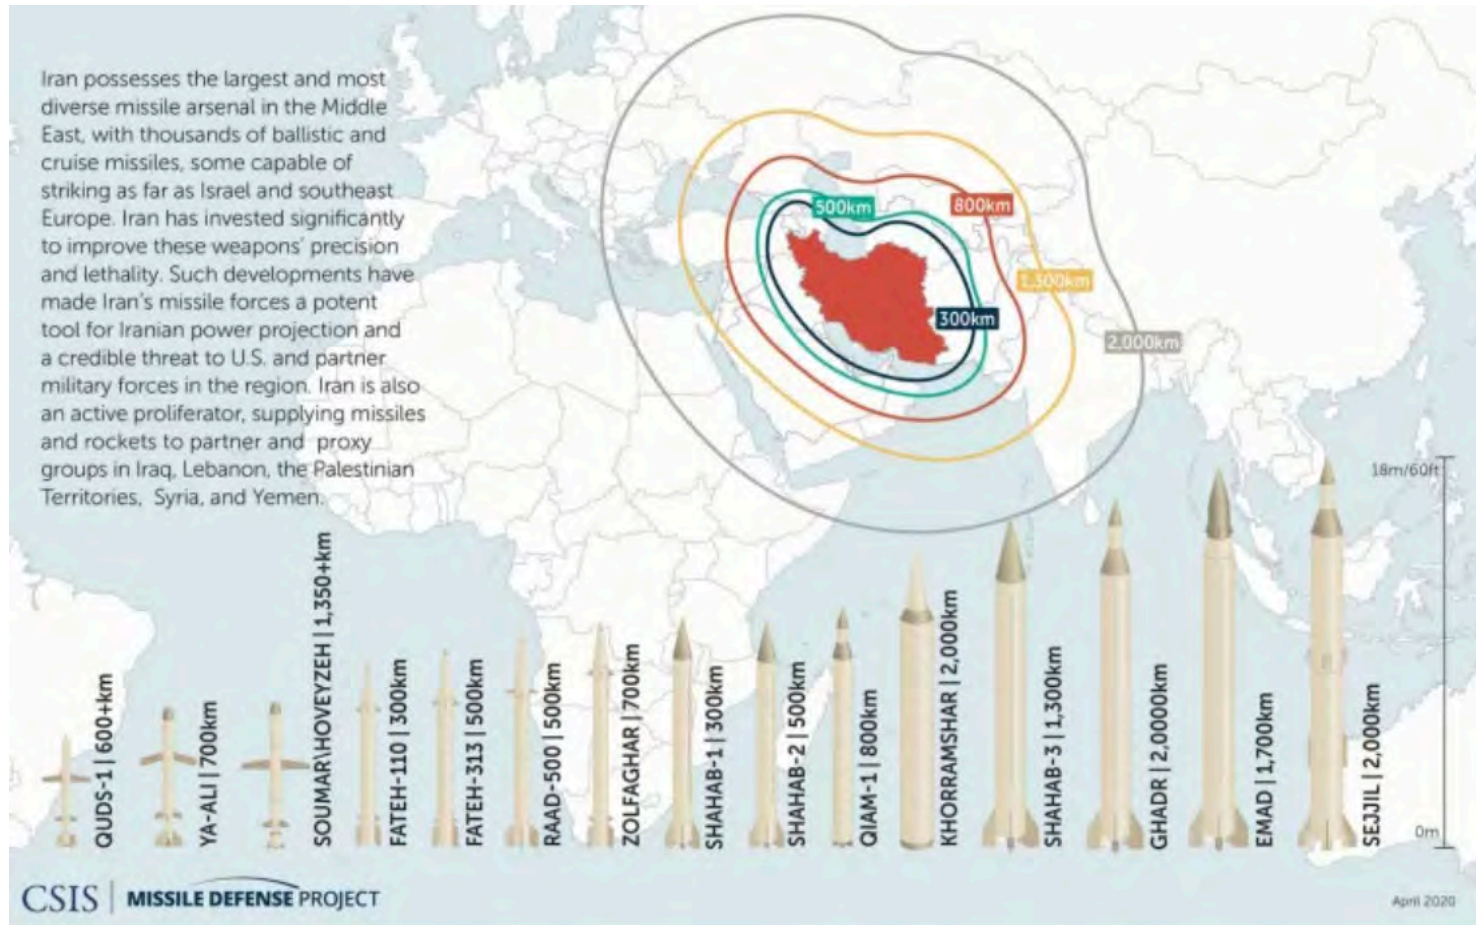 Iran possesses the largest and most
diverse missile arsenal in the Middle
East, with thousands of ballistic and
cruise missiles, some capable of
striking as far as Israel and southeast
Europe. Iran has invested significantly
to improve these weapons' precision
and lethality. Such developments have
made Iran's missile forces a potent
tool for Iranian power projection and
a credible threat to U.S. and partner
military forces in the region. Iran is also
an active proliferator, supplying missiles
and rockets to partner and proxy
groups in Iraq, Lebanon, the Palestinian
Territories, Syria, and Yemen.
500km
800km
1,300km
300km
2,000km
18m/60ft
0m
QUDS-1 | 600+km
YA-ALI | 700km
SOUMAR\HOVEYZEH | 1,350+km
FATEH-110 | 300km
FATEH-313 | 500km
RAAD-500 | 500km
ZOLFAGHAR | 700km
SHAHAB-1 | 300km
SHAHAB-2 | 500km
QIAM-1 | 800km
KHORRAMSHAR | 2,000km
SHAHAB-3 | 1,300km
GHADR | 2,0000km
EMAD | 1,700km
SEJJIL | 2,000km
CSIS | MISSILE DEFENSE PROJECT
April 2020